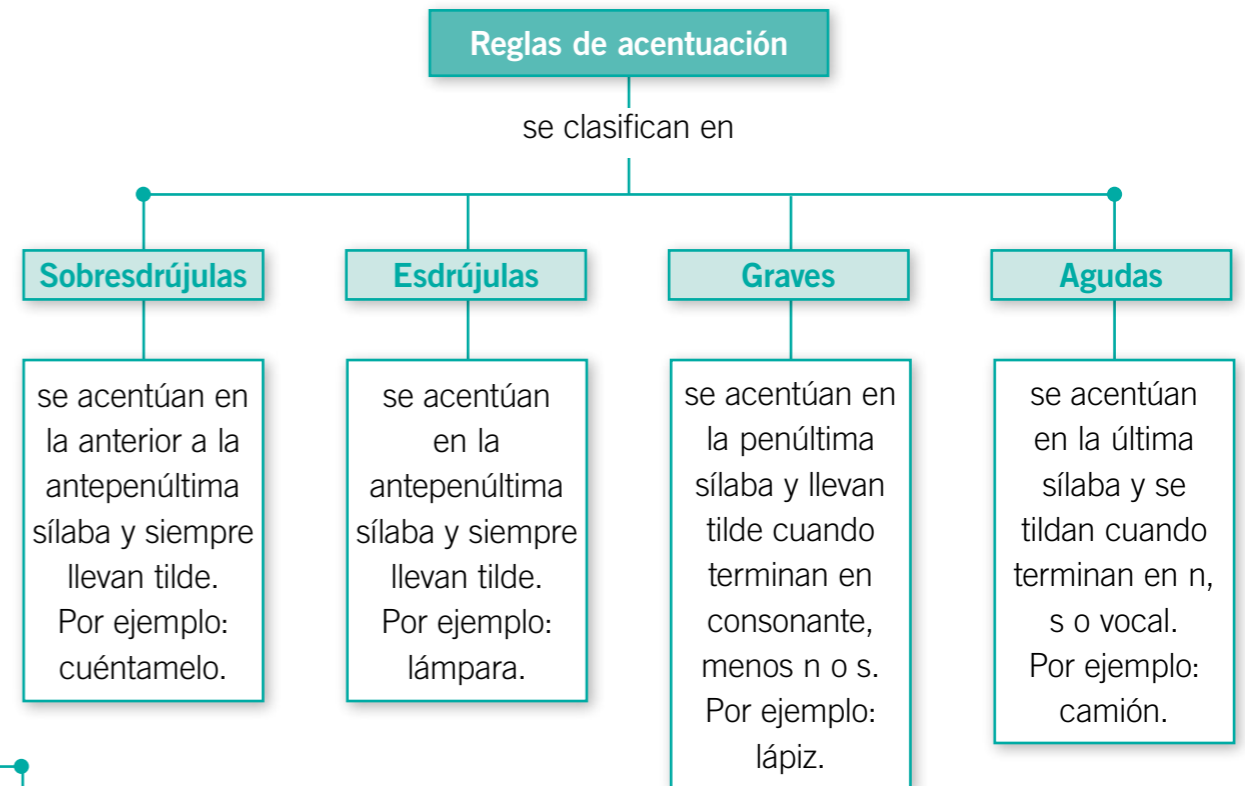 Reglas de acentuación
se clasifican en
Sobresdrújulas
se acentúan en
la anterior a la
antepenúltima
sílaba y siempre
llevan tilde.
Por ejemplo:
cuéntamelo.
Esdrújulas
se acentúan
en la
antepenúltima
sílaba y siempre
llevan tilde.
Por ejemplo:
lámpara.
Graves
se acentúan en
la penúltima
sílaba y llevan
tilde cuando
terminan en
consonante,
menos n o s.
Por ejemplo:
lápiz.
Agudas
se acentúan
en la última
sílaba y se
tildan cuando
terminan en n,
s o vocal.
Por ejemplo:
camión.